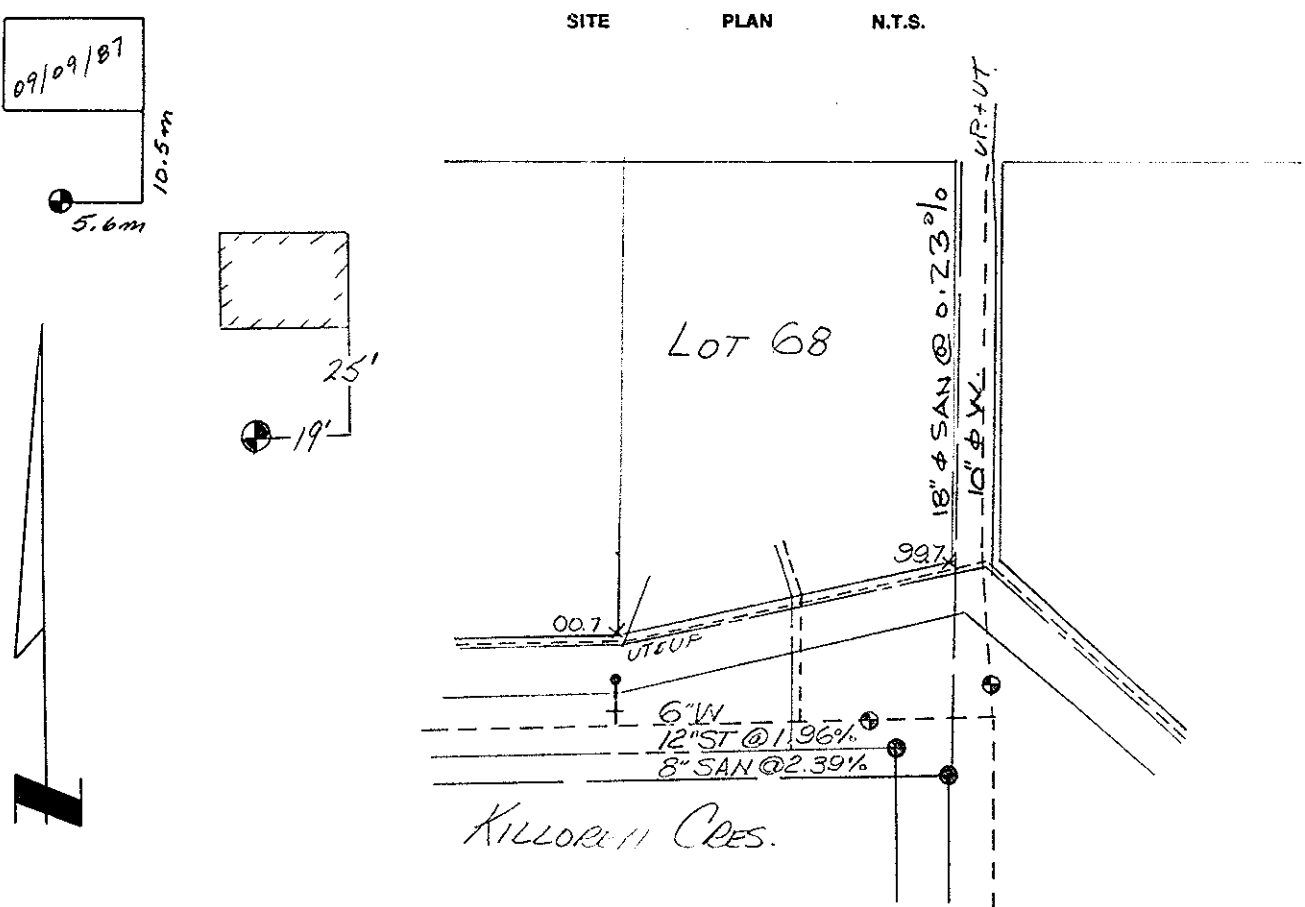 SITE PLAN N.T.S.
09/09/87
10.5m
5.6m
25'
19'
LOT 68
18" ϕ SAN @ 0.23%
10" ϕ W.
UP.+UT.
99.7
00.7
UT&UP
6"W
12"ST @ 1.96%
8" SAN @ 2.39%
CRES.